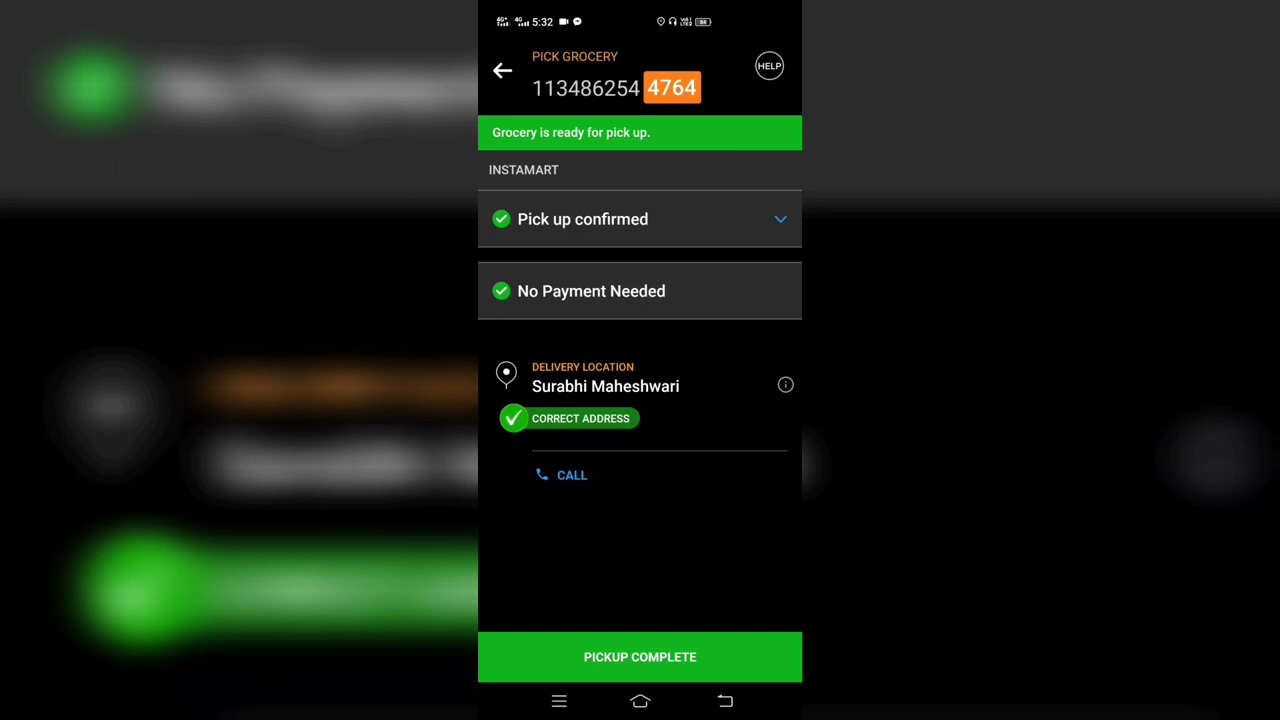 5:32
PICK GROCERY
HELP
113486254 4764
Grocery is ready for pick up.
INSTAMART
Pick up confirmed
No Payment Needed
DELIVERY LOCATION
Surabhi Maheshwari
CORRECT ADDRESS
CALL
PICKUP COMPLETE